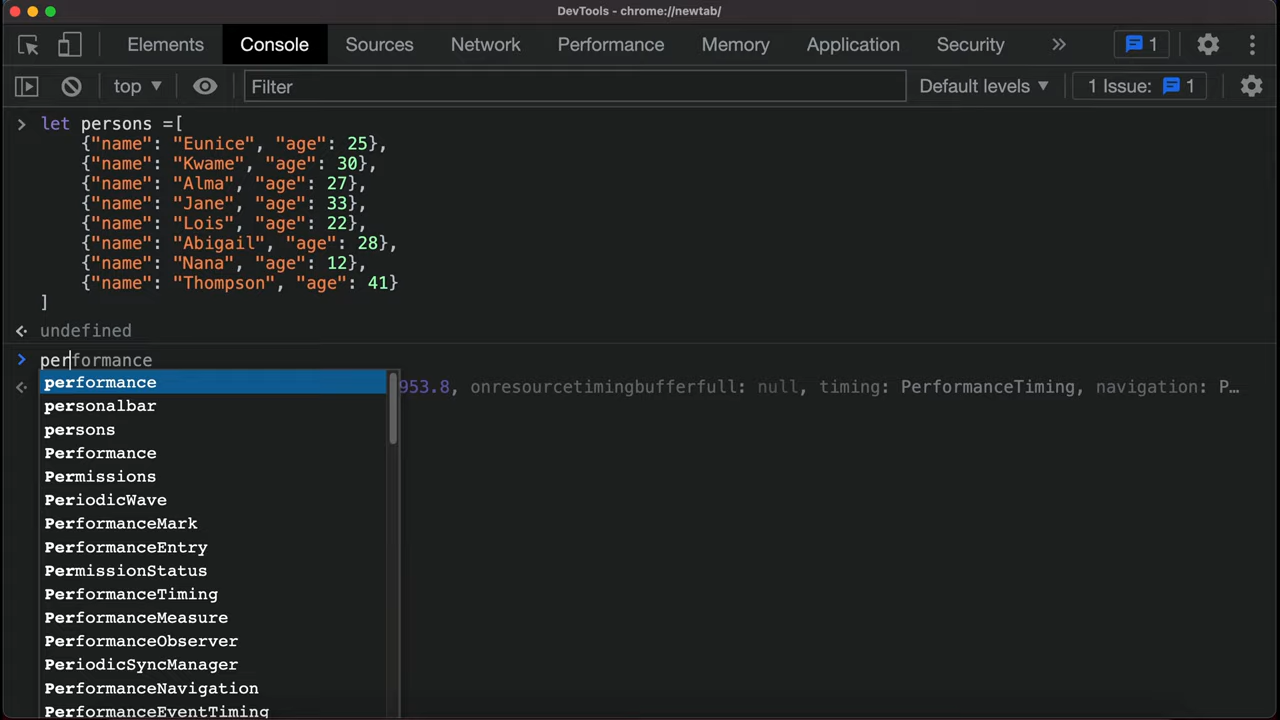 DevTools - chrome://newtab/
Elements Console Sources Network Performance Memory Application Security » 1
top ▼ Filter Default levels ▼ 1 Issue: 1
> let persons =[
{"name": "Eunice", "age": 25},
{"name": "Kwame", "age": 30},
{"name": "Alma", "age": 27},
{"name": "Jane", "age": 33},
{"name": "Lois", "age": 22},
{"name": "Abigail", "age": 28},
{"name": "Nana", "age": 12},
{"name": "Thompson", "age": 41}
]
undefined
> performance
performance
953.8, onresourcetimingbufferfull: null, timing: PerformanceTiming, navigation: P…
personalbar
persons
Performance
Permissions
PeriodicWave
PerformanceMark
PerformanceEntry
PermissionStatus
PerformanceTiming
PerformanceMeasure
PerformanceObserver
PeriodicSyncManager
PerformanceNavigation
PerformanceEventTiming